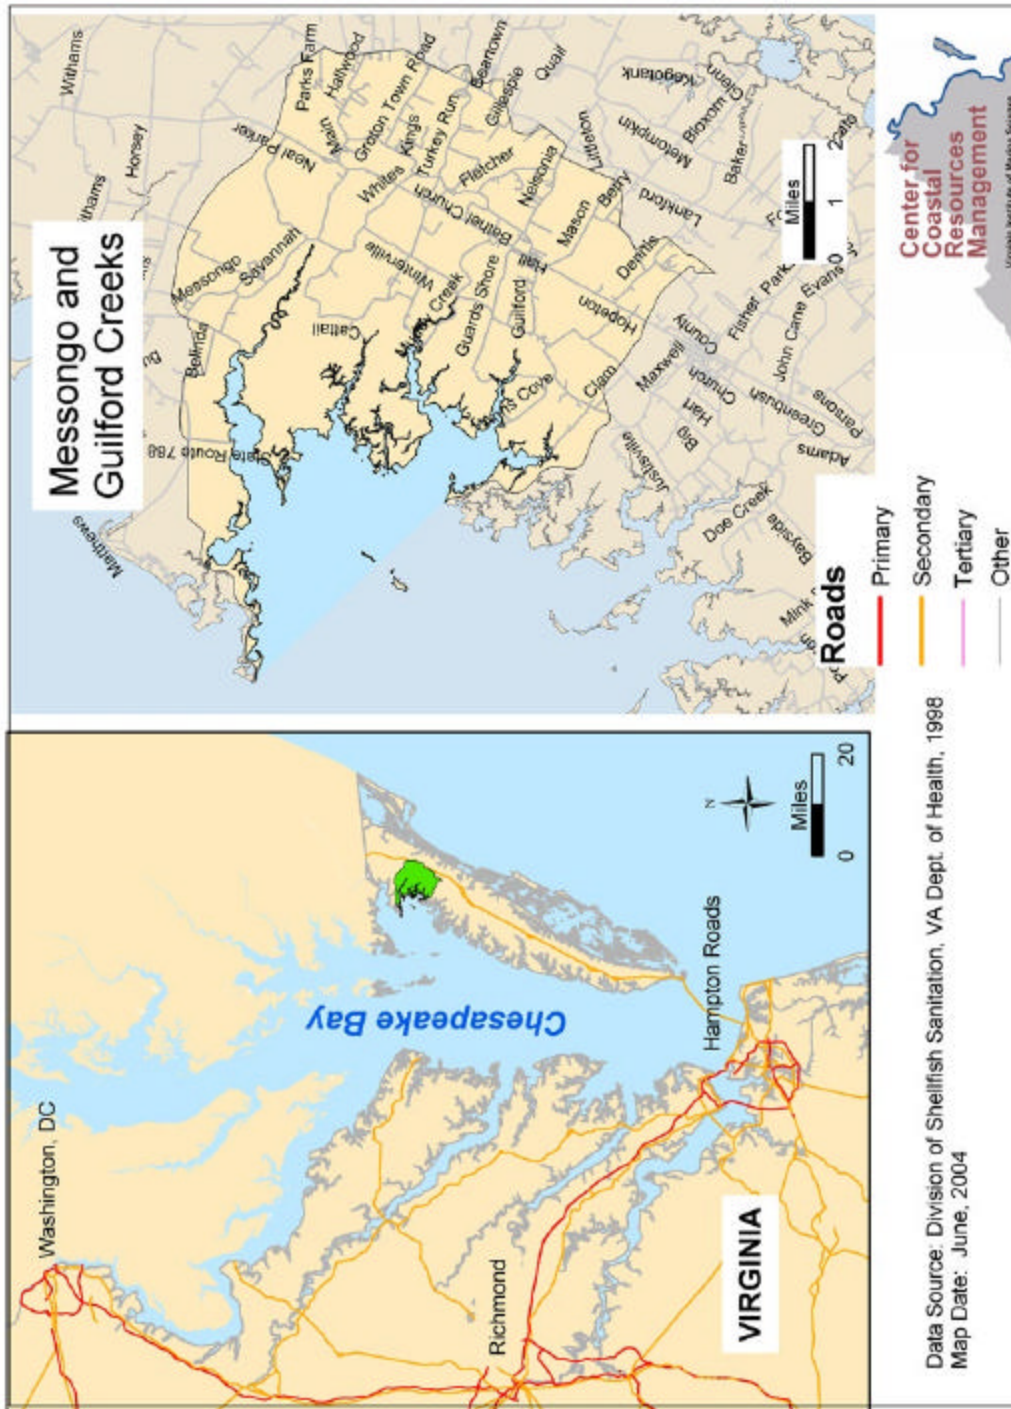 Washington, DC
Chesapeake Bay
Richmond
Hampton Roads
VIRGINIA
N
Miles
0
20
Messongo and
Guilford Creeks
Withams
Horsey
Matthews
Belinda
Messongo
Savannah
State Route 788
Neal Parker
Parks Farm
Hallwood
Main
Groton Town Road
Kings
Turkey Run
Beartown
Gillespie
Quail
Whites
Fletcher
Bethel Church
Nelsonia
Winterville
Cattail
Creek
Guards Shore
Guilford
Hall
Mason
Betty
Littleton
Kegotank
Metompkin
Bloxom
Glenn
Baker
Lankford
Dennis
Hopeton
Clam
Cove
Maxwell
County
Fisher
Park
Evans
John Cane
Church
Hart
Big
Justisville
Greenbush
Parsons
Adams
Doe Creek
Bayside
Mink
Miles
0
1
2
Roads
Primary
Secondary
Tertiary
Other
Center for
Coastal
Resources
Management
Data Source: Division of Shellfish Sanitation, VA Dept. of Health, 1998
Map Date: June, 2004